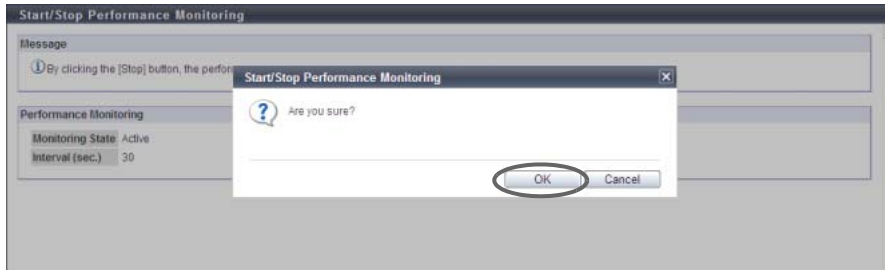 Start/Stop Performance Monitoring
Message
By clicking the [Stop] button, the perfor
Start/Stop Performance Monitoring
Are you sure?
Performance Monitoring
Monitoring State Active
Interval (sec.) 30
OK Cancel